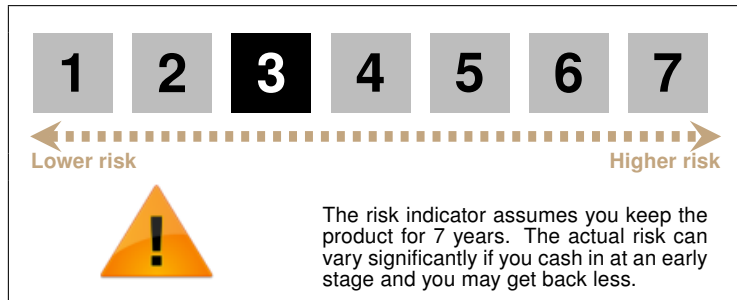 1 2 3 4 5 6 7
Lower risk Higher risk
!
The risk indicator assumes you keep the
product for 7 years. The actual risk can
vary significantly if you cash in at an early
stage and you may get back less.